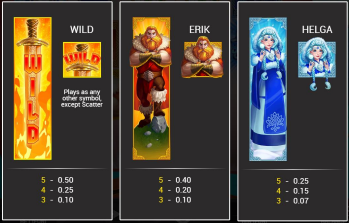 WILD
WILD
WILD
Plays as any
other symbol,
except Scatter
5 - 0.50
4 - 0.25
3 - 0.10
ERIK
5 - 0.40
4 - 0.20
3 - 0.10
HELGA
5 - 0.25
4 - 0.15
3 - 0.07